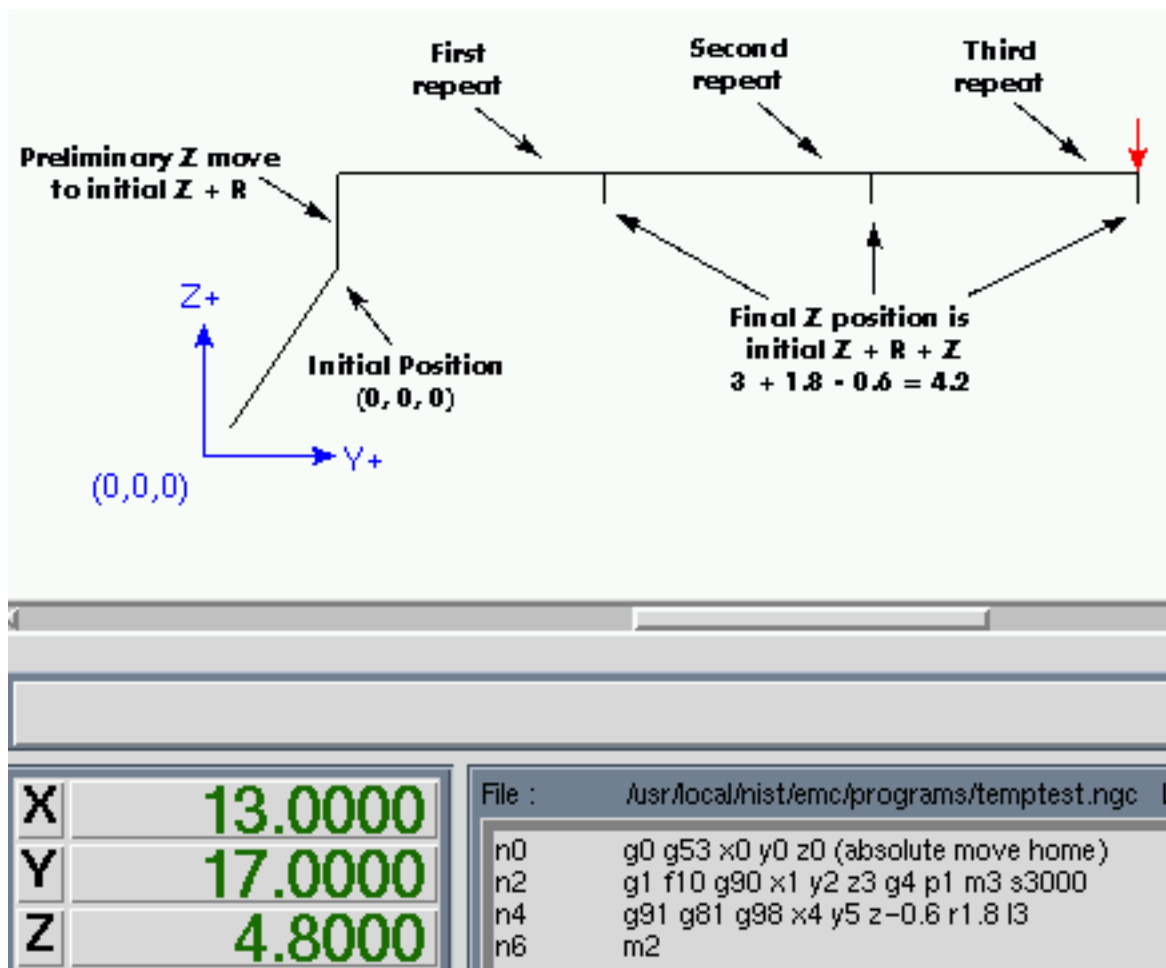 First
repeat
Second
repeat
Third
repeat
Preliminary Z move
to initial Z + R
Z+
Initial Position
(0, 0, 0)
Final Z position is
initial Z + R + Z
3 + 1.8 - 0.6 = 4.2
Y+
(0,0,0)
X 13.0000
Y 17.0000
Z 4.8000
File : /usr/local/nist/emc/programs/temptest.ngc
n0 g0 g53 x0 y0 z0 (absolute move home)
n2 g1 f10 g90 x1 y2 z3 g4 p1 m3 s3000
n4 g91 g81 g98 x4 y5 z-0.6 r1.8 l3
n6 m2